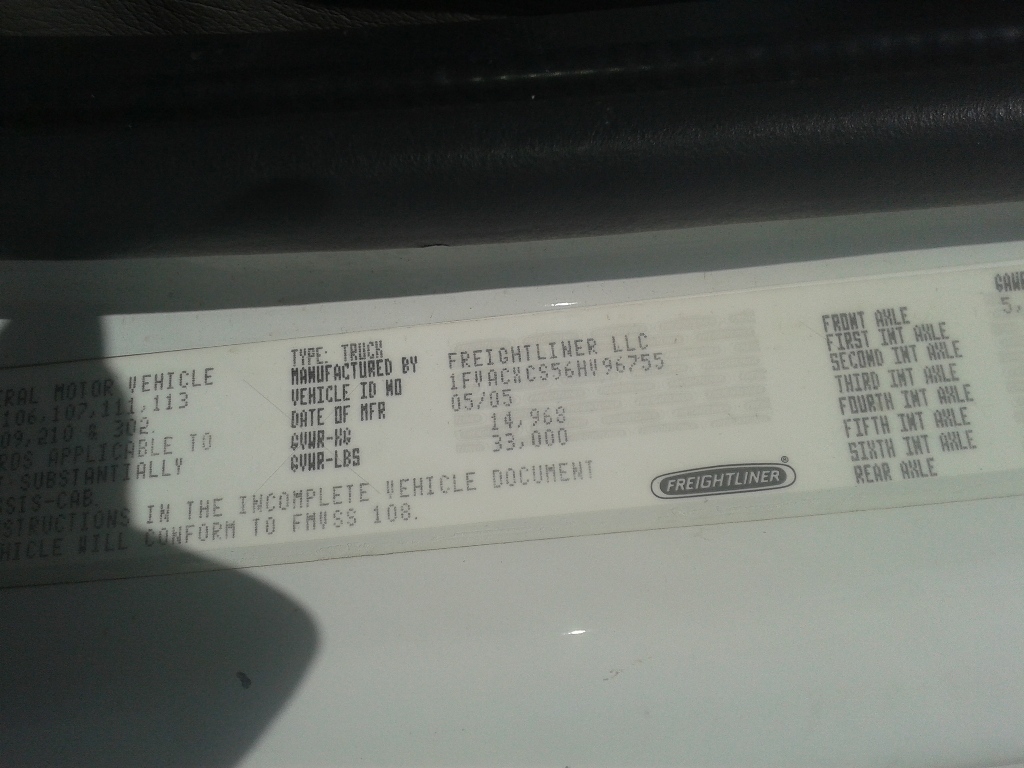 TYPE: TRUCK
MANUFACTURED BY FREIGHTLINER LLC
VEHICLE ID NO 1FVACXCS56HV96755
DATE OF MFR 05/05
GVWR-KG 14,968
GVWR-LBS 33,000
MOTOR VEHICLE
106,107,111,113
09,210 & 302.
APPLICABLE TO
SUBSTANTIALLY
SIS-CAB.
STRUCTIONS IN THE INCOMPLETE VEHICLE DOCUMENT
HICLE WILL CONFORM TO FMVSS 108.
FREIGHTLINER®
FRONT AXLE 5,
FIRST INT AXLE
SECOND INT AXLE
THIRD INT AXLE
FOURTH INT AXLE
FIFTH INT AXLE
SIXTH INT AXLE
REAR AXLE